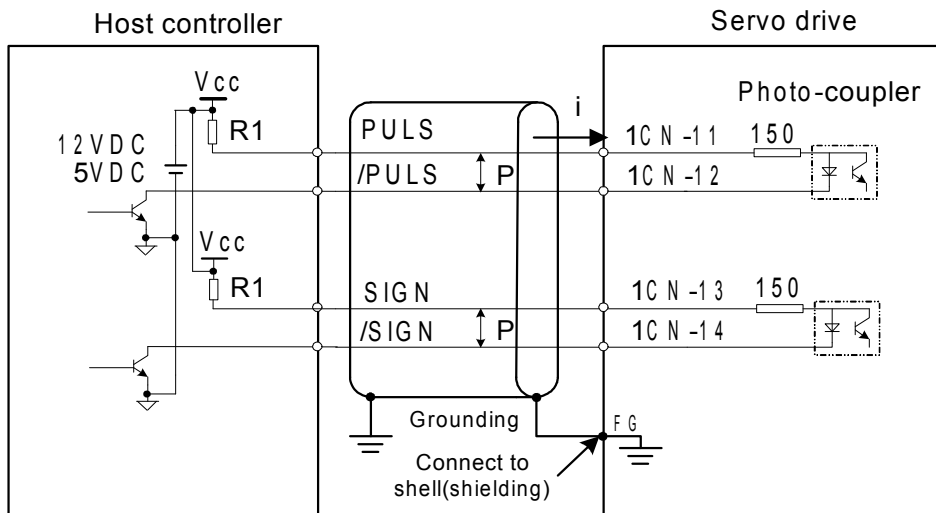 Host controller
Servo drive
Vcc
Photo-coupler
R1
PULS
i
1CN-11
150
12VDC
5VDC
/PULS
P
1CN-12
Vcc
R1
SIGN
1CN-13
150
/SIGN
P
1CN-14
Grounding
FG
Connect to
shell(shielding)